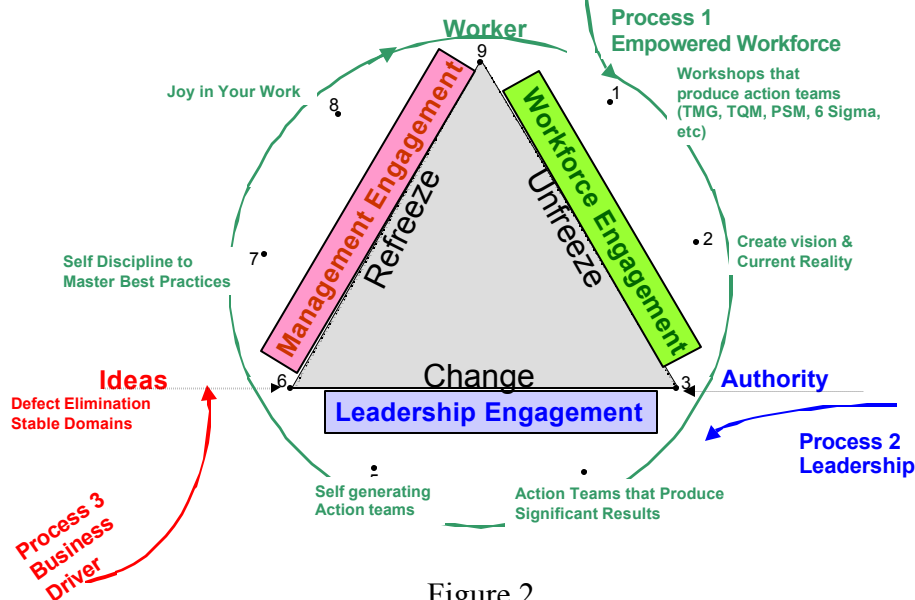 Process 1
Empowered Workforce
Worker
9
Workshops that
produce action teams
(TMG, TQM, PSM, 6 Sigma,
etc)
1
Joy in Your Work
8
Management Engagement
Refreeze
Workforce Engagement
Unfreeze
2
Create vision &
Current Reality
7
Self Discipline to
Master Best Practices
Ideas
6
Change
3
Authority
Defect Elimination
Stable Domains
Leadership Engagement
Process 2
Leadership
Self generating
Action teams
Action Teams that Produce
Significant Results
Process 3
Business
Driver
Figure 2